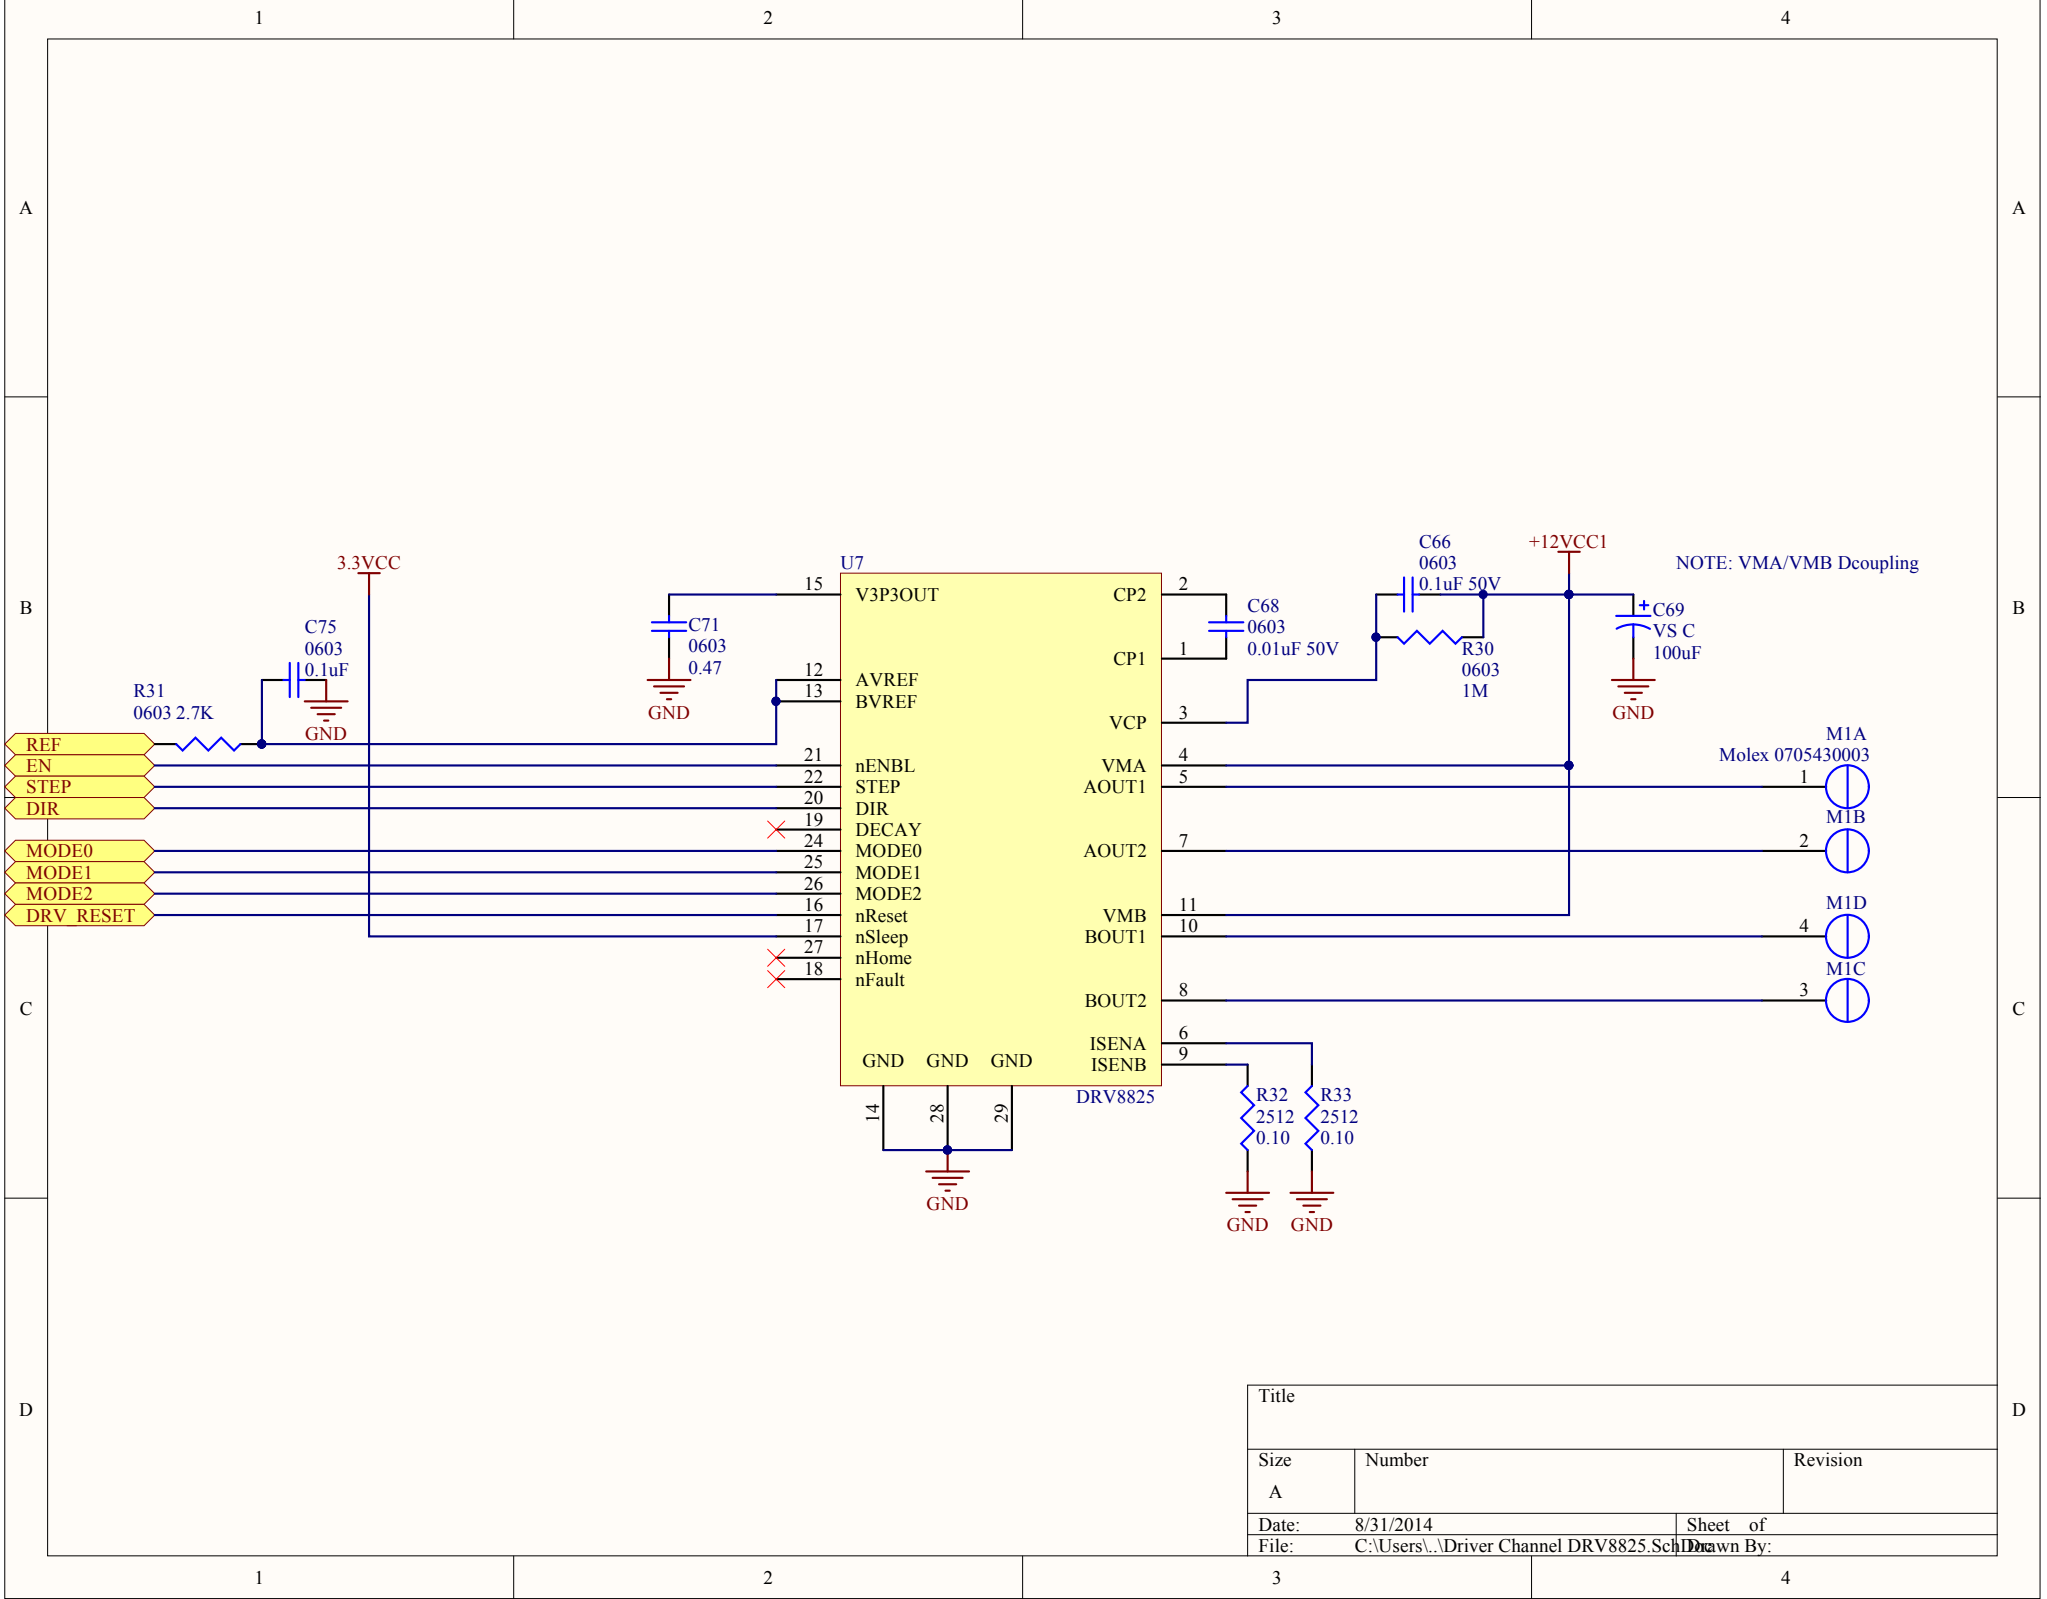 1 2 3 4
A A
B B
C C
D D
3.3VCC
C75
0603
0.1uF
GND
R31
0603 2.7K
REF
EN
STEP
DIR
MODE0
MODE1
MODE2
DRV_RESET
C71
0603
0.47
GND
U7
15 V3P3OUT
12 AVREF
13 BVREF
21 nENBL
22 STEP
20 DIR
19 DECAY
24 MODE0
25 MODE1
26 MODE2
16 nReset
17 nSleep
27 nHome
18 nFault
GND GND GND
14 28 29
GND
CP2 2
CP1 1
VCP 3
VMA 4
AOUT1 5
AOUT2 7
VMB 11
BOUT1 10
BOUT2 8
ISENA 6
ISENB 9
DRV8825
C68
0603
0.01uF 50V
C66
0603
0.1uF 50V
R30
0603
1M
+12VCC1
+
C69
VS C
100uF
GND
NOTE: VMA/VMB Dcoupling
M1A
Molex 0705430003
1
M1B
2
M1D
4
M1C
3
R32
2512
0.10
GND
R33
2512
0.10
GND
Title
Size Number Revision
A
Date: 8/31/2014 Sheet of
File: C:\Users\..\Driver Channel DRV8825.SchDoc Drawn By:
1 2 3 4